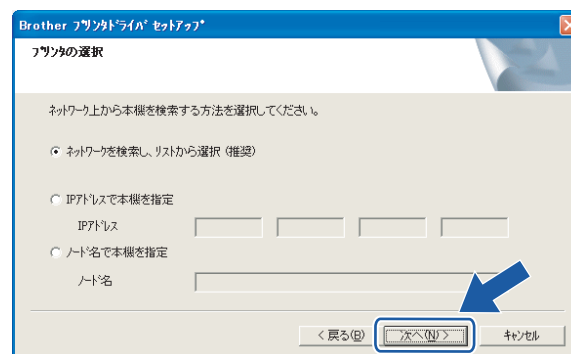 Brother プリンタドライバ セットアップ
プリンタの選択
ネットワーク上から本機を検索する方法を選択してください。
ネットワークを検索し、リストから選択 (推奨)
IPアドレスで本機を指定
IPアドレス
ノード名で本機を指定
ノード名
< 戻る(B) 次へ(N) > キャンセル